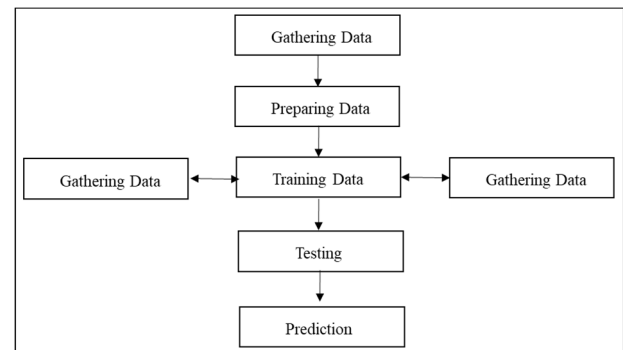 Gathering Data
Preparing Data
Gathering Data
Training Data
Gathering Data
Testing
Prediction